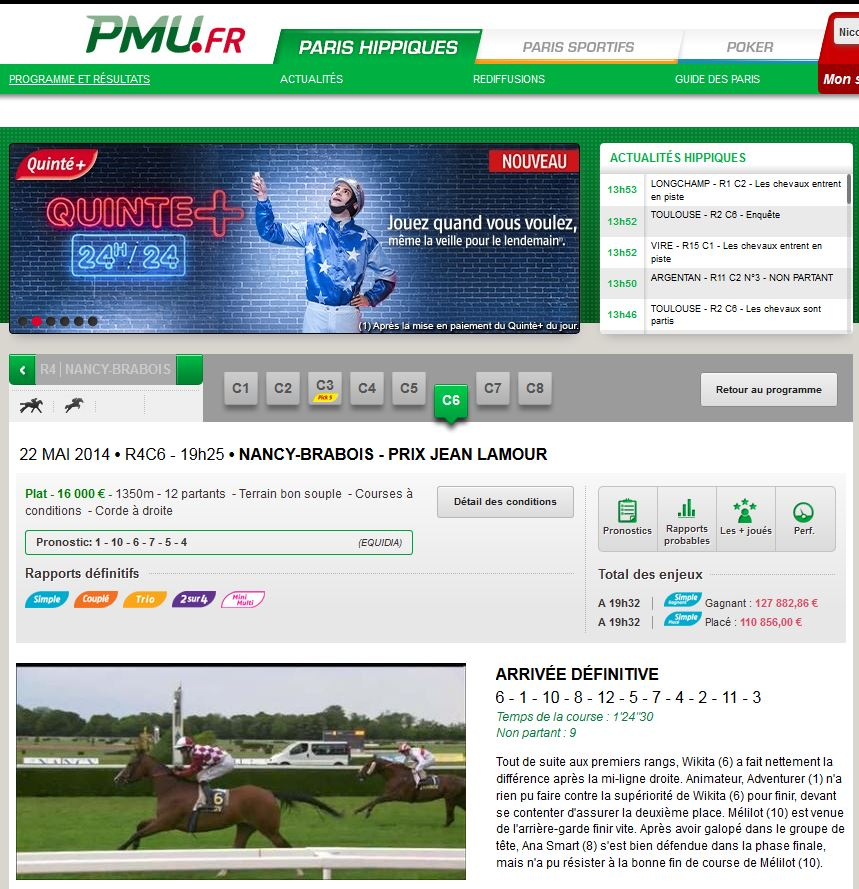 PMU.FR
PARIS HIPPIQUES
PARIS SPORTIFS
POKER
Nico
PROGRAMME ET RÉSULTATS
ACTUALITÉS
REDIFFUSIONS
GUIDE DES PARIS
Mon s
Quinté+
NOUVEAU
QUINTE+
24H/24
Jouez quand vous voulez,
même la veille pour le lendemain⁽¹⁾.
(1) Après la mise en paiement du Quinté+ du jour.
ACTUALITÉS HIPPIQUES
13h53 LONGCHAMP - R1 C2 - Les chevaux entrent
en piste
13h52 TOULOUSE - R2 C6 - Enquête
13h52 VIRE - R15 C1 - Les chevaux entrent en
piste
13h50 ARGENTAN - R11 C2 N°3 - NON PARTANT
13h46 TOULOUSE - R2 C6 - Les chevaux sont
partis
R4 | NANCY-BRABOIS
C1 C2 C3 C4 C5 C6 C7 C8
Pick 5
Retour au programme
22 MAI 2014 • R4C6 - 19h25 • NANCY-BRABOIS - PRIX JEAN LAMOUR
Plat - 16 000 € - 1350m - 12 partants - Terrain bon souple - Courses à
conditions - Corde à droite
Détail des conditions
Pronostic: 1 - 10 - 6 - 7 - 5 - 4 (EQUIDIA)
Rapports définitifs
Simple Couplé Trio 2sur4 Mini Multi
Pronostics
Rapports probables
Les + joués
Perf.
Total des enjeux
A 19h32 | Simple Gagnant Gagnant : 127 882,86 €
A 19h32 | Simple Placé Placé : 110 856,00 €
6
ARRIVÉE DÉFINITIVE
6 - 1 - 10 - 8 - 12 - 5 - 7 - 4 - 2 - 11 - 3
Temps de la course : 1'24''30
Non partant : 9
Tout de suite aux premiers rangs, Wikita (6) a fait nettement la
différence après la mi-ligne droite. Animateur, Adventurer (1) n'a
rien pu faire contre la supériorité de Wikita (6) pour finir, devant
se contenter d'assurer la deuxième place. Mélilot (10) est venue
de l'arrière-garde finir vite. Après avoir galopé dans le groupe de
tête, Ana Smart (8) s'est bien défendue dans la phase finale,
mais n'a pu résister à la bonne fin de course de Mélilot (10).